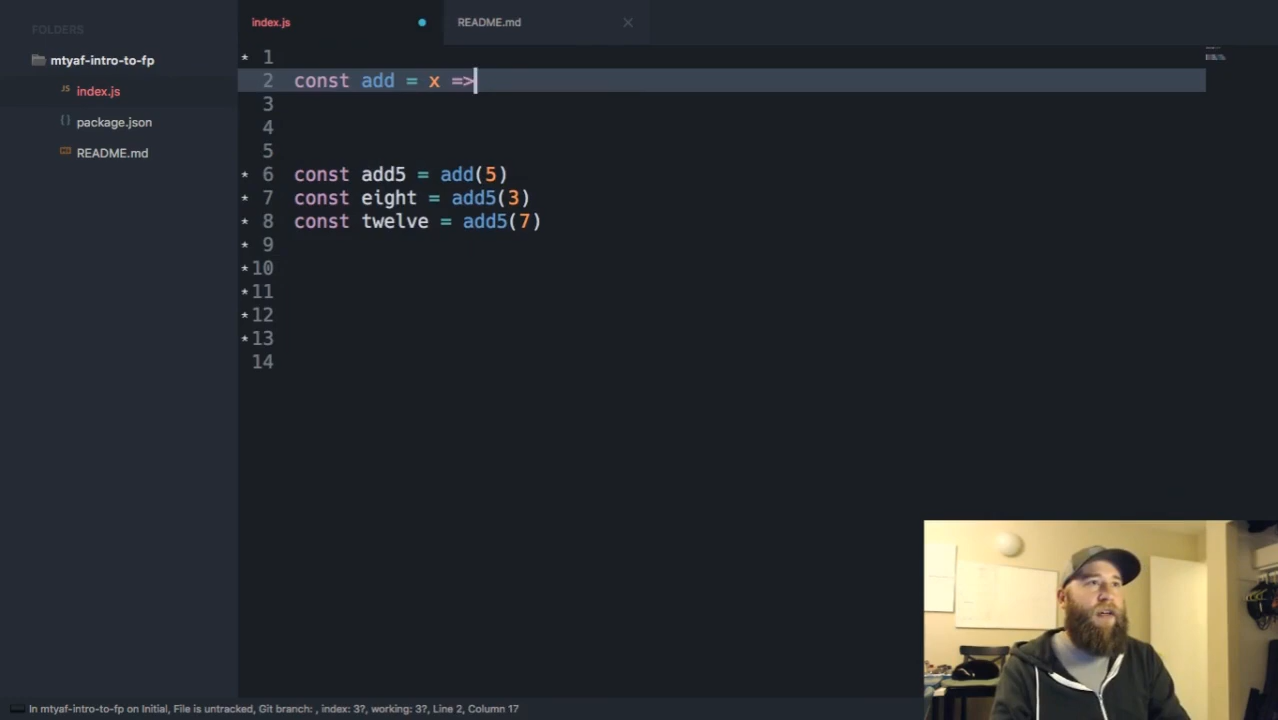 FOLDERS
mtyaf-intro-to-fp
JS index.js
{} package.json
README.md
index.js
README.md ×
* 1
2 const add = x =>
3
4
5
* 6 const add5 = add(5)
* 7 const eight = add5(3)
* 8 const twelve = add5(7)
* 9
* 10
* 11
* 12
* 13
14
In mtyaf-intro-to-fp on Initial, File is untracked, Git branch: , index: 3?, working: 3?, Line 2, Column 17